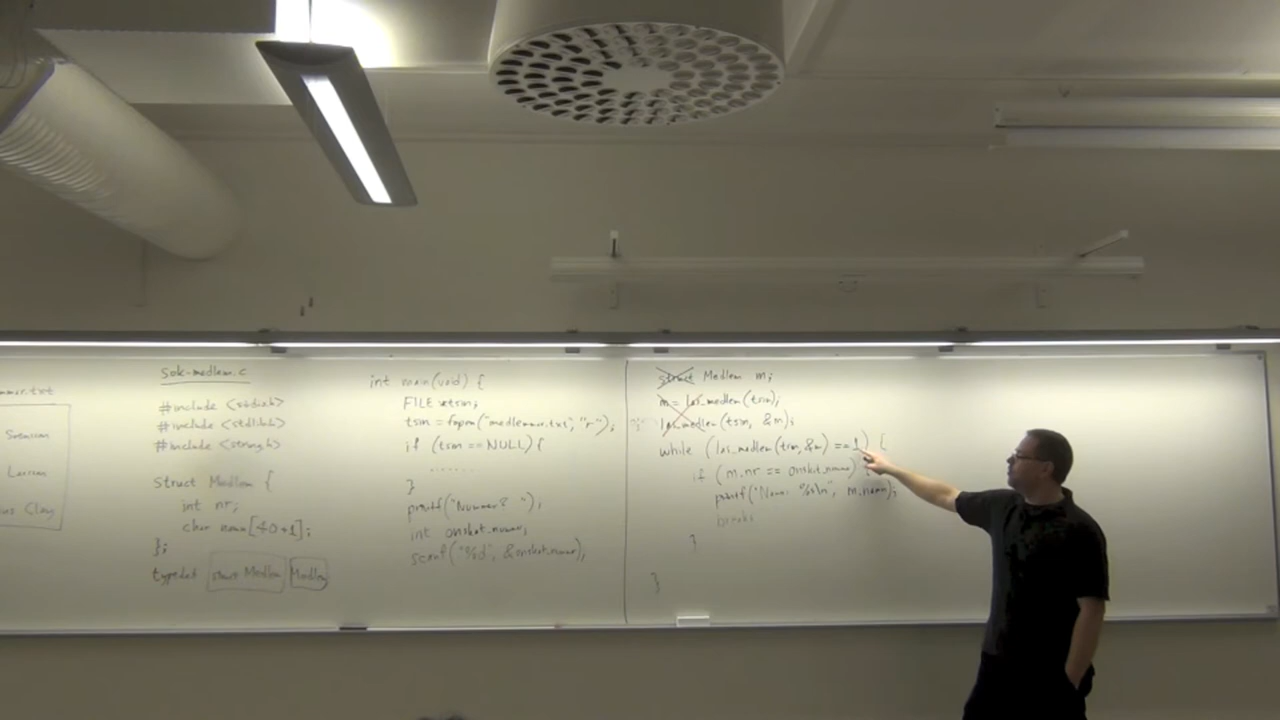 mmar.txt
Svensson
Larsson
Clay
Sok-medlem.c
#include <stdio.h>
#include <stdlib.h>
#include <string.h>
struct Medlem {
int nr;
char namn[40+1];
};
typedef struct Medlem Medlem
int main(void) {
FILE *tsm;
tsm = fopen("medlemmar.txt", "r");
if (tsm == NULL) {
.......
}
printf("Nummer? ");
int onskat_nummer;
scanf("%d", &onskat_nummer);
struct Medlem m;
m = las_medlem(tsm);
las_medlem(tsm, &m);
while (las_medlem(tsm, &m) == 1) {
if (m.nr == onskat_nummer) {
printf("Namn: %s\n", m.namn);
break;
}
}